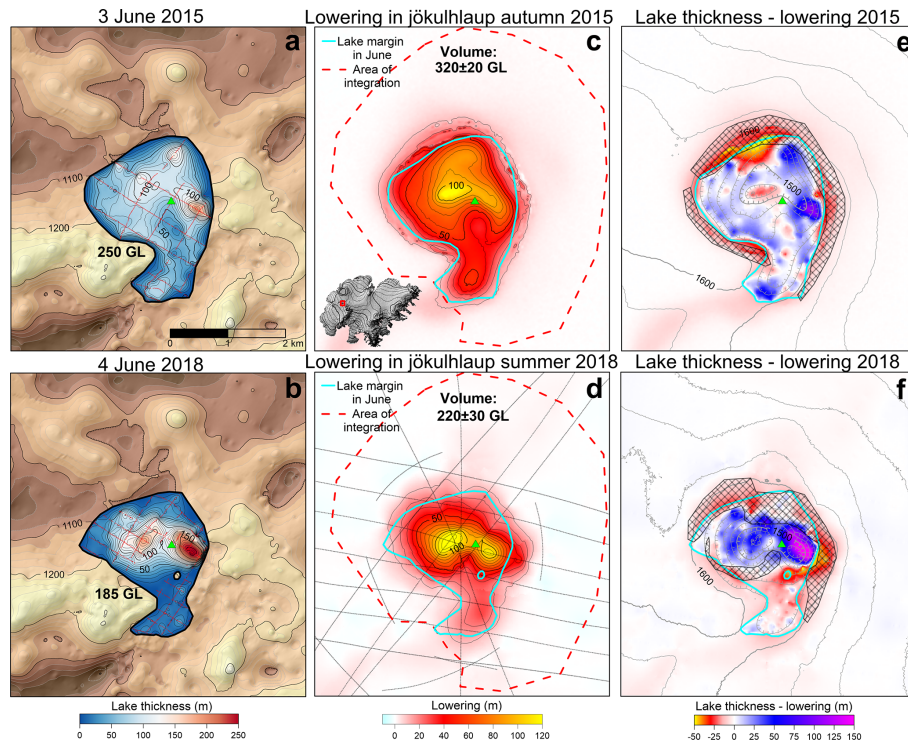 3 June 2015
a
1100
100
100
50
1200
250 GL
0
1
2 km
Lowering in jökulhlaup autumn 2015
c
Lake margin
in June
Area of
integration
Volume:
320±20 GL
100
50
Lake thickness - lowering 2015
e
1600
1500
1600
4 June 2018
b
1100
150
100
50
1200
185 GL
Lake thickness (m)
0 50 100 150 200 250
Lowering in jökulhlaup summer 2018
d
Lake margin
in June
Area of
integration
Volume:
220±30 GL
50
100
Lowering (m)
0 20 40 60 80 100 120
Lake thickness - lowering 2018
f
1600
Lake thickness - lowering (m)
-50 -25 0 25 50 75 100 125 150